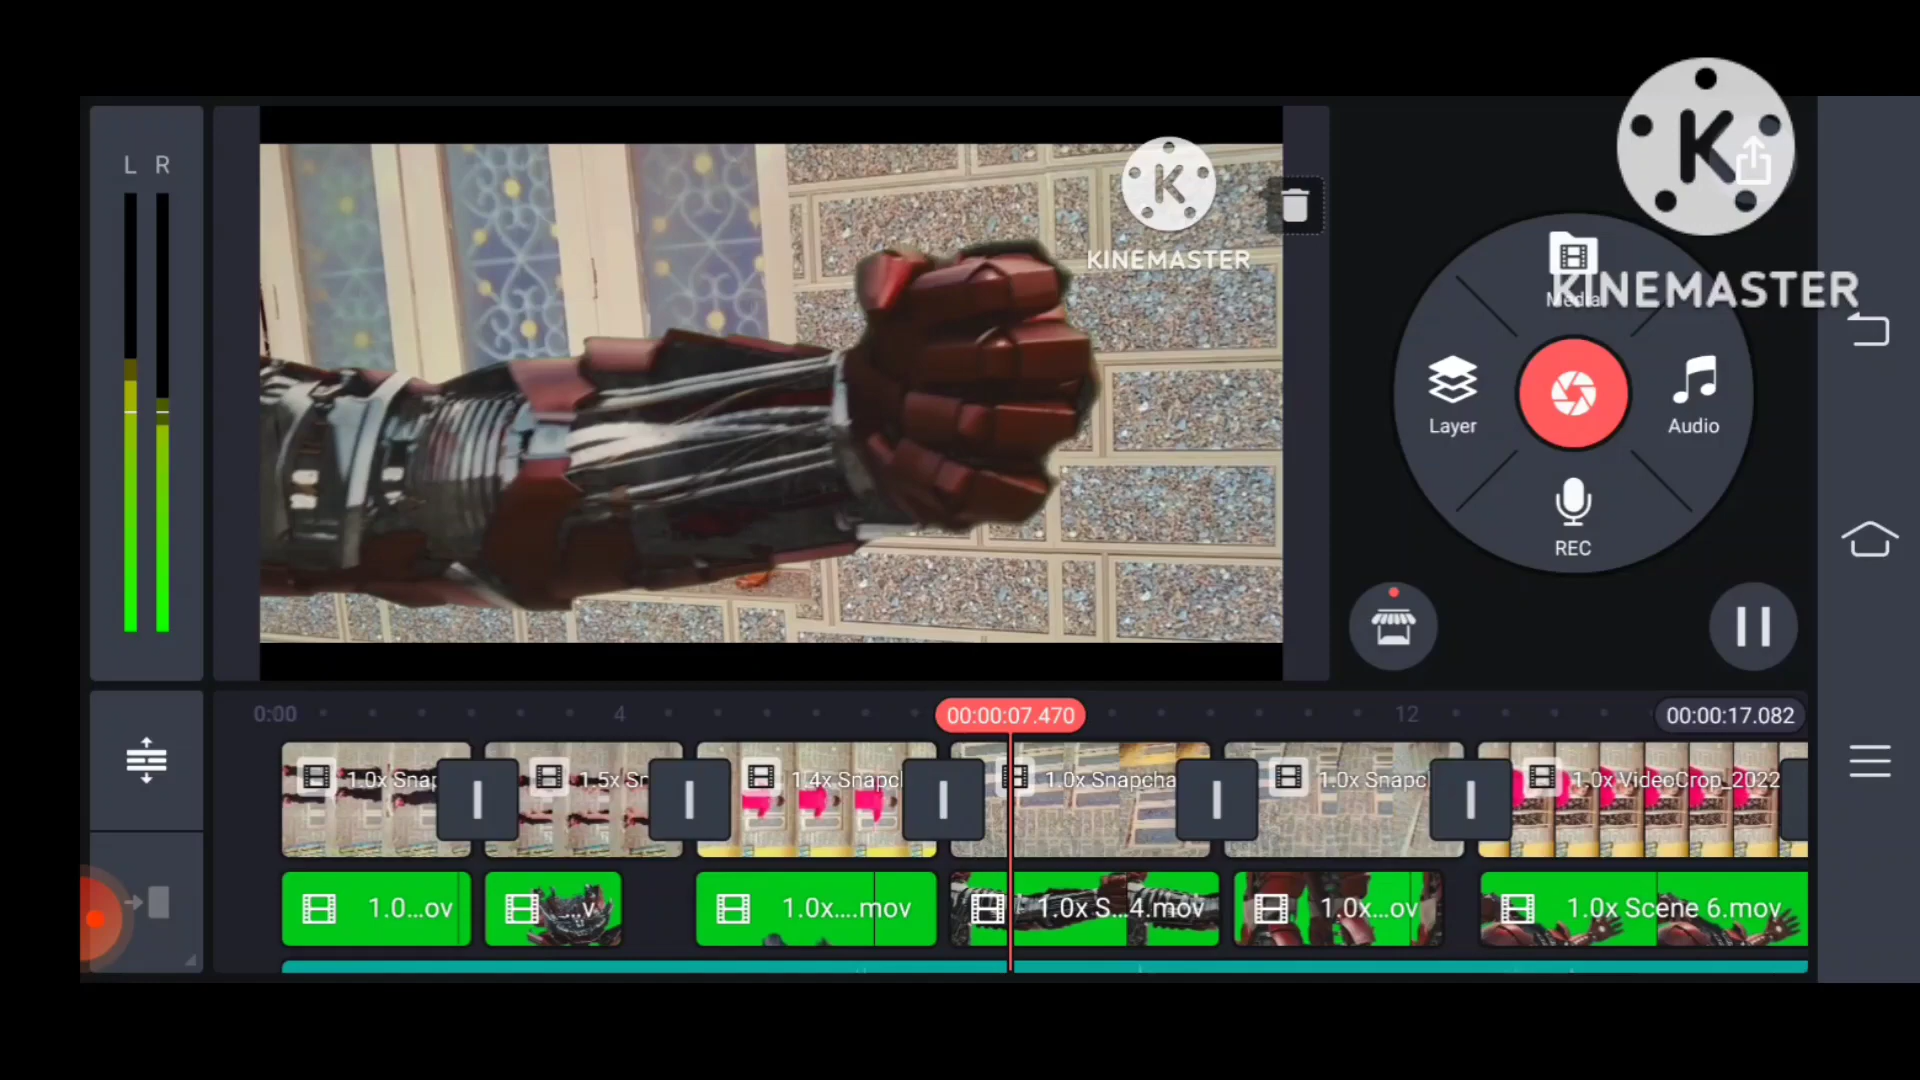 L R
K
K
KINEMASTER
KINEMASTER
Media
Layer
Audio
REC
0:00
4
00:00:07.470
12
00:00:17.082
1.0x Snap
1.5x Sn
1.4x Snapcl
1.0x Snapcha
1.0x Snapc
1.0x VideoCrop_2022
1.0...ov
...v
1.0x....mov
1.0x S...4.mov
1.0x...ov
1.0x Scene 6.mov